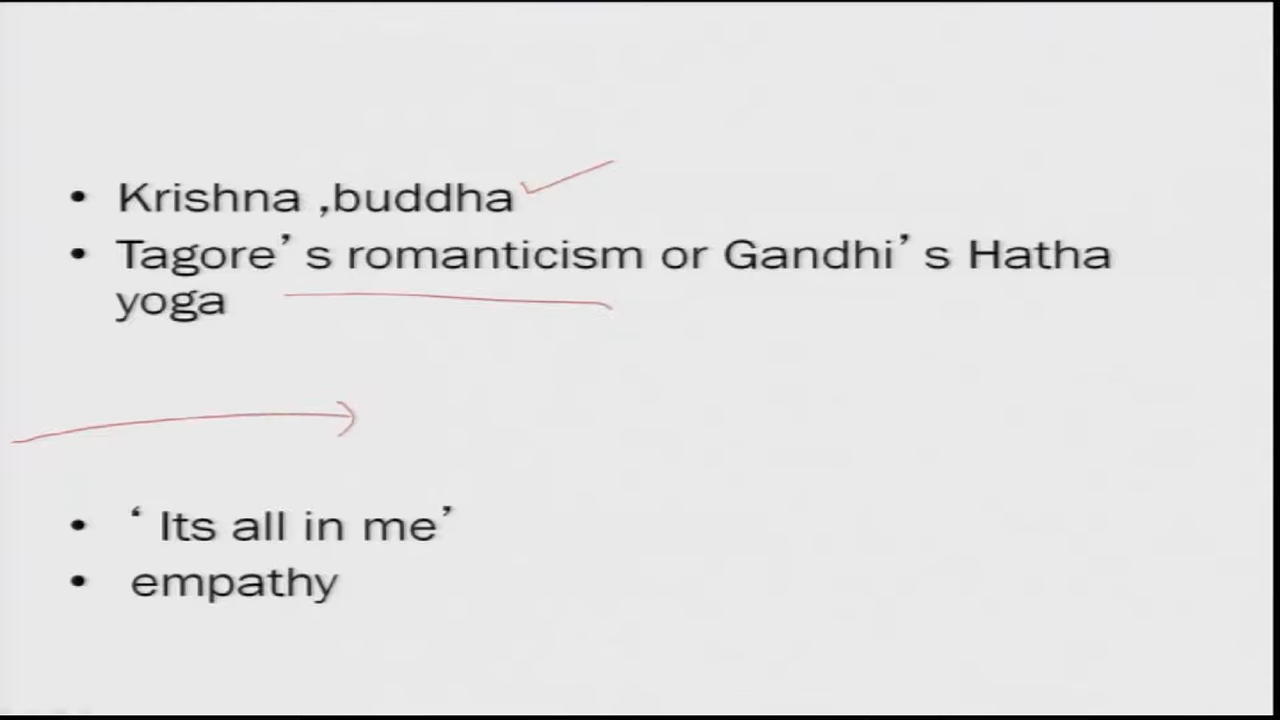 • Krishna ,buddha
• Tagore’s romanticism or Gandhi’s Hatha
yoga
• ‘Its all in me’
• empathy